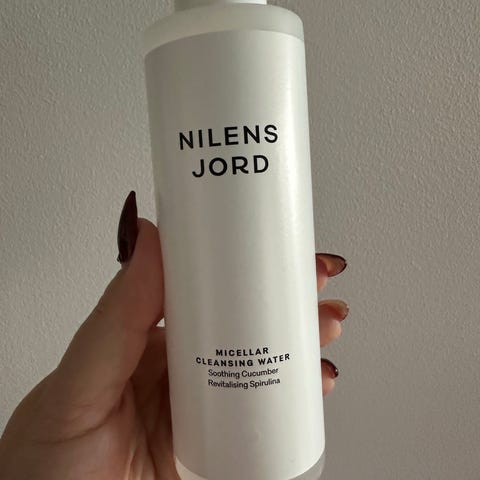 NILENS
JORD
MICELLAR
CLEANSING WATER
Soothing Cucumber
Revitalising Spirulina